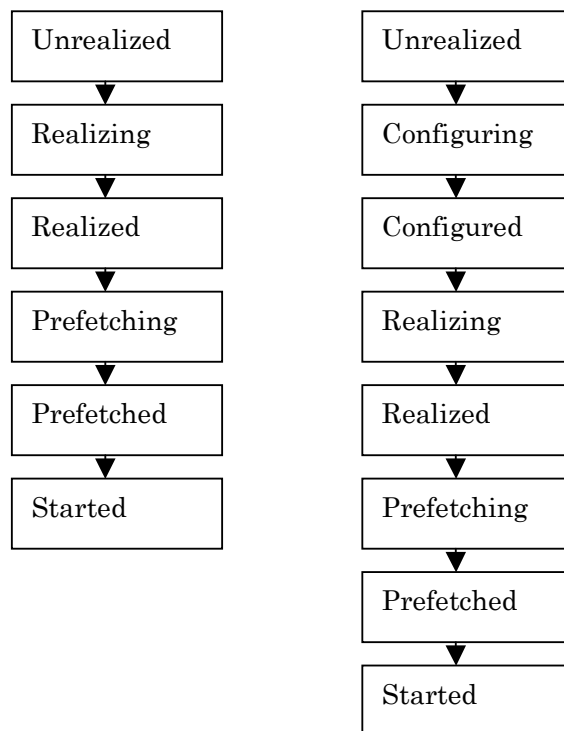 Unrealized
Realizing
Realized
Prefetching
Prefetched
Started
Unrealized
Configuring
Configured
Realizing
Realized
Prefetching
Prefetched
Started